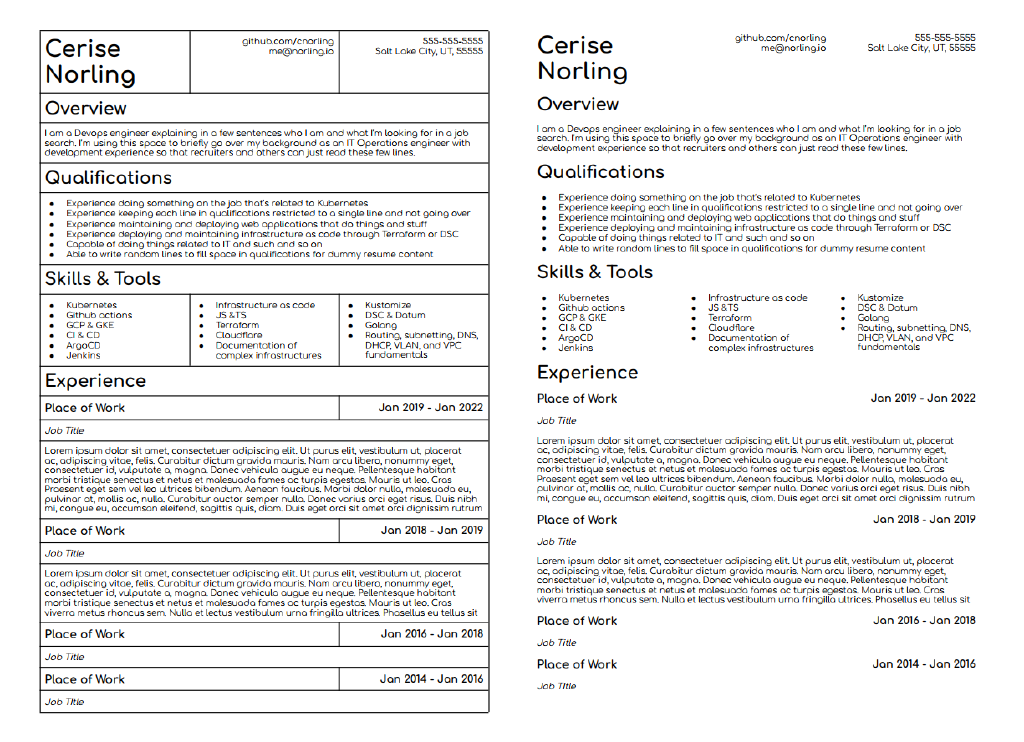 Cerise
Norling
github.com/cnorling
me@norling.io
555-555-5555
Salt Lake City, UT, 55555
Overview
I am a Devops engineer explaining in a few sentences who I am and what I'm looking for in a job
search. I'm using this space to briefly go over my background as an IT Operations engineer with
development experience so that recruiters and others can just read these few lines.
Qualifications
● Experience doing something on the job that's related to Kubernetes
● Experience keeping each line in qualifications restricted to a single line and not going over
● Experience maintaining and deploying web applications that do things and stuff
● Experience deploying and maintaining infrastructure as code through Terraform or DSC
● Capable of doing things related to IT and such and so on
● Able to write random lines to fill space in qualifications for dummy resume content
Skills & Tools
● Kubernetes
● Github actions
● GCP & GKE
● CI & CD
● ArgoCD
● Jenkins
● Infrastructure as code
● JS &TS
● Terraform
● Cloudflare
● Documentation of
complex infrastructures
● Kustomize
● DSC & Datum
● Golang
● Routing, subnetting, DNS,
DHCP, VLAN, and VPC
fundamentals
Experience
Place of Work
Jan 2019 - Jan 2022
Job Title
Lorem ipsum dolor sit amet, consectetuer adipiscing elit. Ut purus elit, vestibulum ut, placerat
ac, adipiscing vitae, felis. Curabitur dictum gravida mauris. Nam arcu libero, nonummy eget,
consectetuer id, vulputate a, magna. Donec vehicula augue eu neque. Pellentesque habitant
morbi tristique senectus et netus et malesuada fames ac turpis egestas. Mauris ut leo. Cras
Praesent eget sem vel leo ultrices bibendum. Aenean faucibus. Morbi dolor nulla, malesuada eu,
pulvinar at, mollis ac, nulla. Curabitur auctor semper nulla. Donec varius orci eget risus. Duis nibh
mi, congue eu, accumsan eleifend, sagittis quis, diam. Duis eget orci sit amet orci dignissim rutrum
Place of Work
Jan 2018 - Jan 2019
Job Title
Lorem ipsum dolor sit amet, consectetuer adipiscing elit. Ut purus elit, vestibulum ut, placerat
ac, adipiscing vitae, felis. Curabitur dictum gravida mauris. Nam arcu libero, nonummy eget,
consectetuer id, vulputate a, magna. Donec vehicula augue eu neque. Pellentesque habitant
morbi tristique senectus et netus et malesuada fames ac turpis egestas. Mauris ut leo. Cras
viverra metus rhoncus sem. Nulla et lectus vestibulum urna fringilla ultrices. Phasellus eu tellus sit
Place of Work
Jan 2016 - Jan 2018
Job Title
Place of Work
Jan 2014 - Jan 2016
Job Title
Cerise
Norling
github.com/cnorling
me@norling.io
555-555-5555
Salt Lake City, UT, 55555
Overview
I am a Devops engineer explaining in a few sentences who I am and what I'm looking for in a job
search. I'm using this space to briefly go over my background as an IT Operations engineer with
development experience so that recruiters and others can just read these few lines.
Qualifications
● Experience doing something on the job that's related to Kubernetes
● Experience keeping each line in qualifications restricted to a single line and not going over
● Experience maintaining and deploying web applications that do things and stuff
● Experience deploying and maintaining infrastructure as code through Terraform or DSC
● Capable of doing things related to IT and such and so on
● Able to write random lines to fill space in qualifications for dummy resume content
Skills & Tools
● Kubernetes
● Github actions
● GCP & GKE
● CI & CD
● ArgoCD
● Jenkins
● Infrastructure as code
● JS &TS
● Terraform
● Cloudflare
● Documentation of
complex infrastructures
● Kustomize
● DSC & Datum
● Golang
● Routing, subnetting, DNS,
DHCP, VLAN, and VPC
fundamentals
Experience
Place of Work
Jan 2019 - Jan 2022
Job Title
Lorem ipsum dolor sit amet, consectetuer adipiscing elit. Ut purus elit, vestibulum ut, placerat
ac, adipiscing vitae, felis. Curabitur dictum gravida mauris. Nam arcu libero, nonummy eget,
consectetuer id, vulputate a, magna. Donec vehicula augue eu neque. Pellentesque habitant
morbi tristique senectus et netus et malesuada fames ac turpis egestas. Mauris ut leo. Cras
Praesent eget sem vel leo ultrices bibendum. Aenean faucibus. Morbi dolor nulla, malesuada eu,
pulvinar at, mollis ac, nulla. Curabitur auctor semper nulla. Donec varius orci eget risus. Duis nibh
mi, congue eu, accumsan eleifend, sagittis quis, diam. Duis eget orci sit amet orci dignissim rutrum
Place of Work
Jan 2018 - Jan 2019
Job Title
Lorem ipsum dolor sit amet, consectetuer adipiscing elit. Ut purus elit, vestibulum ut, placerat
ac, adipiscing vitae, felis. Curabitur dictum gravida mauris. Nam arcu libero, nonummy eget,
consectetuer id, vulputate a, magna. Donec vehicula augue eu neque. Pellentesque habitant
morbi tristique senectus et netus et malesuada fames ac turpis egestas. Mauris ut leo. Cras
viverra metus rhoncus sem. Nulla et lectus vestibulum urna fringilla ultrices. Phasellus eu tellus sit
Place of Work
Jan 2016 - Jan 2018
Job Title
Place of Work
Jan 2014 - Jan 2016
Job Title